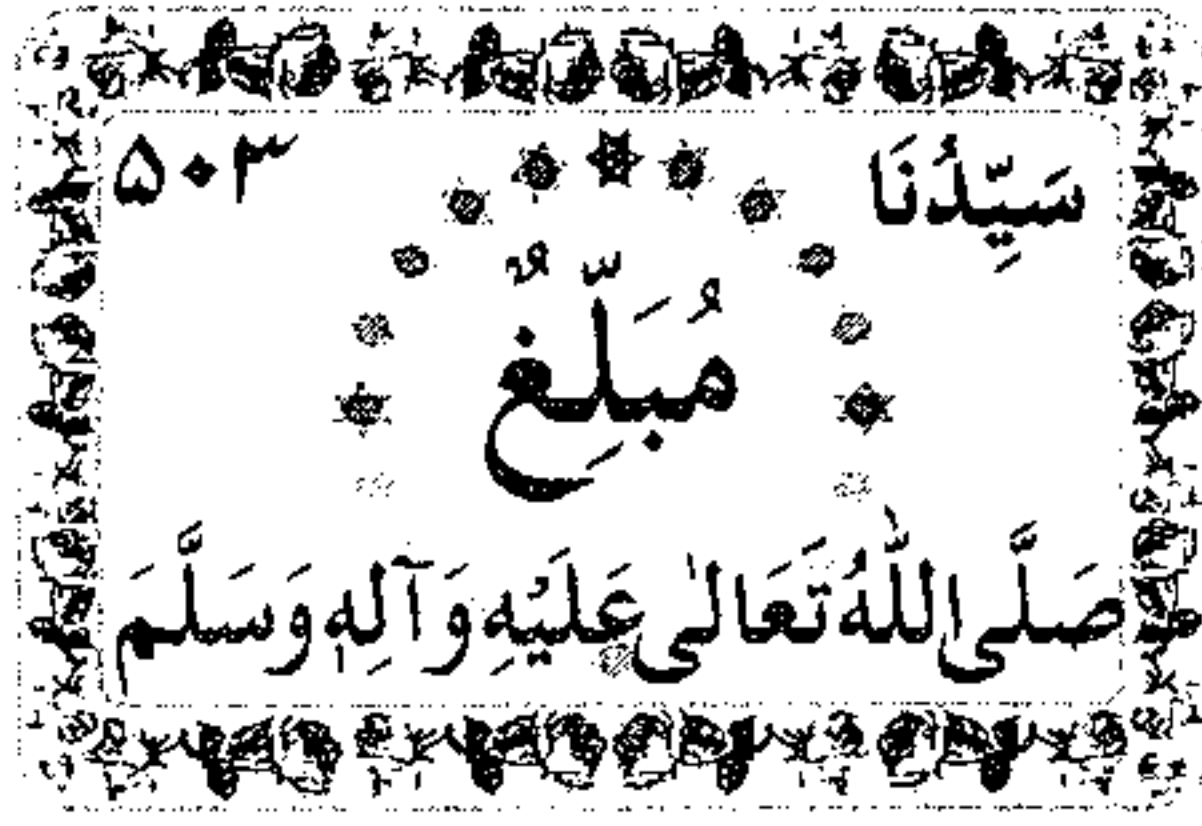 سَيِّدُنَا ۵۰۳
مُبَلِّغٌ
صَلَّى اللّٰهُ تَعَالٰى عَلَيْهِ وَآلِهٖ وَسَلَّمَ